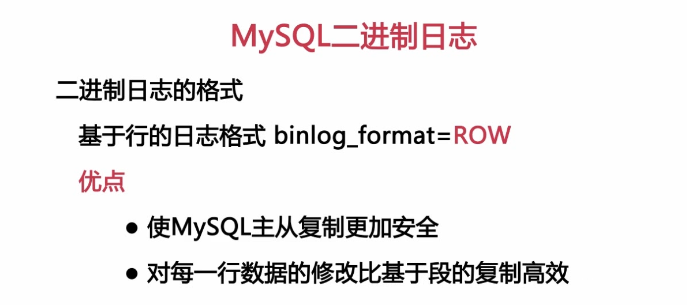 MySQL二进制日志
二进制日志的格式
基于行的日志格式 binlog_format=ROW
优点
● 使MySQL主从复制更加安全
● 对每一行数据的修改比基于段的复制高效